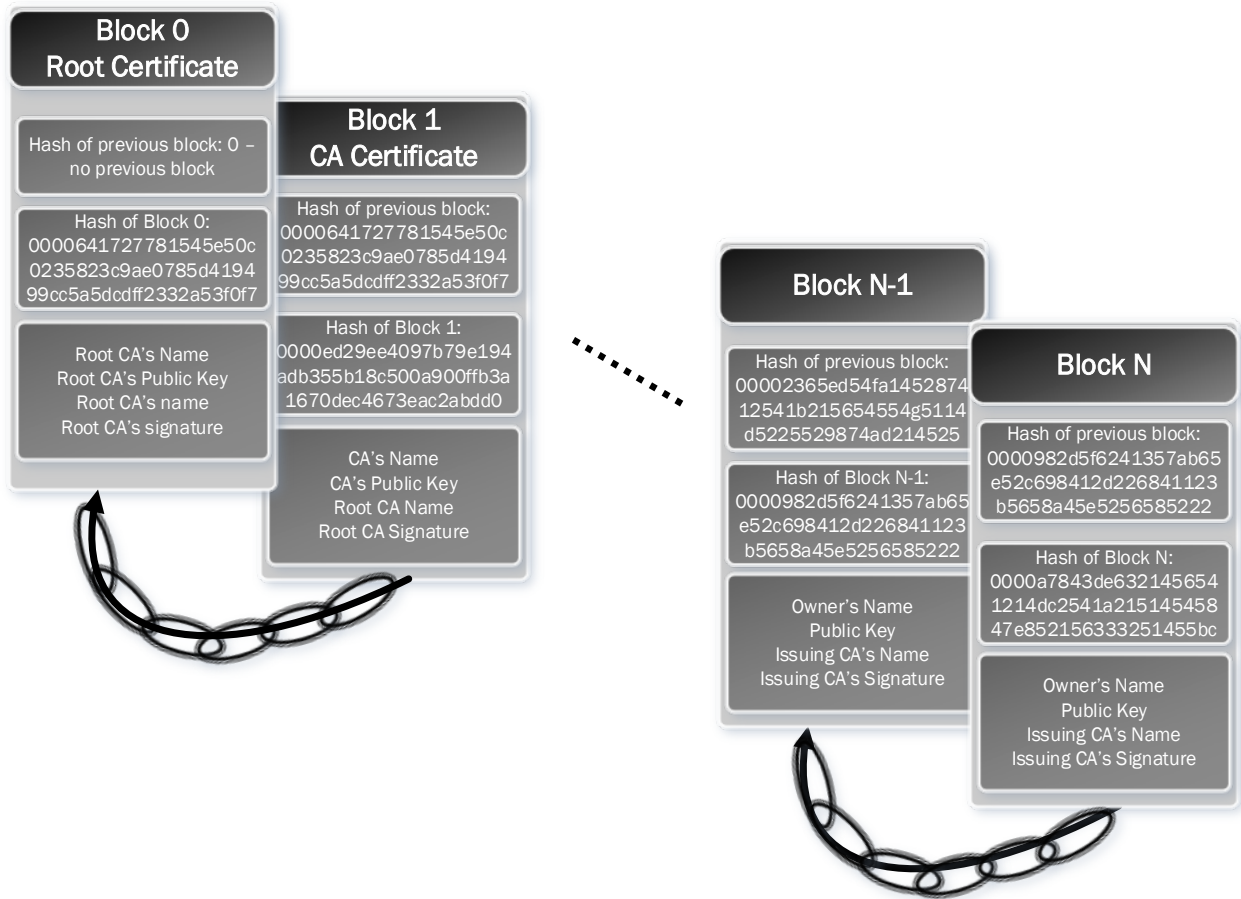 Block 0
Root Certificate
Hash of previous block: 0 –
no previous block
Hash of Block 0:
0000641727781545e50c
0235823c9ae0785d4194
99cc5a5dcdff2332a53f0f7
Root CA's Name
Root CA's Public Key
Root CA's name
Root CA's signature
Block 1
CA Certificate
Hash of previous block:
0000641727781545e50c
0235823c9ae0785d4194
99cc5a5dcdff2332a53f0f7
Hash of Block 1:
0000ed29ee4097b79e194
adb355b18c500a900ffb3a
1670dec4673eac2abdd0
CA's Name
CA's Public Key
Root CA Name
Root CA Signature
Block N-1
Hash of previous block:
00002365ed54fa1452874
12541b215654554g5114
d5225529874ad214525
Hash of Block N-1:
0000982d5f6241357ab65
e52c698412d226841123
b5658a45e5256585222
Owner's Name
Public Key
Issuing CA's Name
Issuing CA's Signature
Block N
Hash of previous block:
0000982d5f6241357ab65
e52c698412d226841123
b5658a45e5256585222
Hash of Block N:
0000a7843de632145654
1214dc2541a215145458
47e852156333251455bc
Owner's Name
Public Key
Issuing CA's Name
Issuing CA's Signature